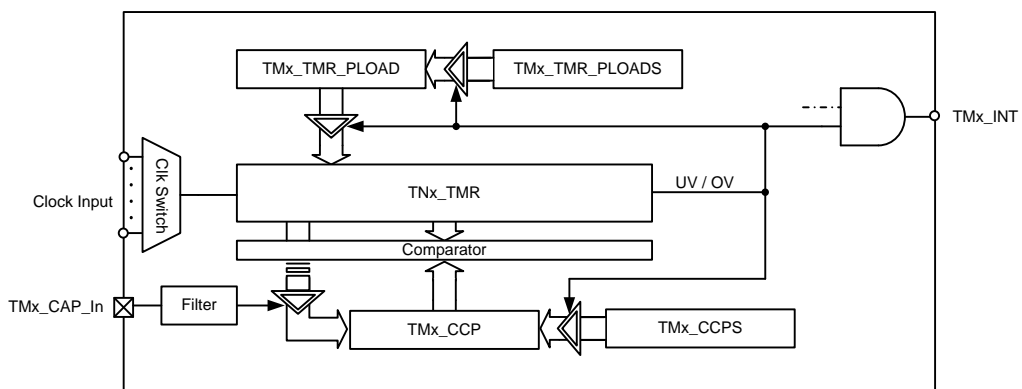 TMx_TMR_PLOAD
TMx_TMR_PLOADS
TMx_INT
Clk Switch
TNx_TMR
UV / OV
Clock Input
Comparator
TMx_CAP_In
Filter
TMx_CCP
TMx_CCPS